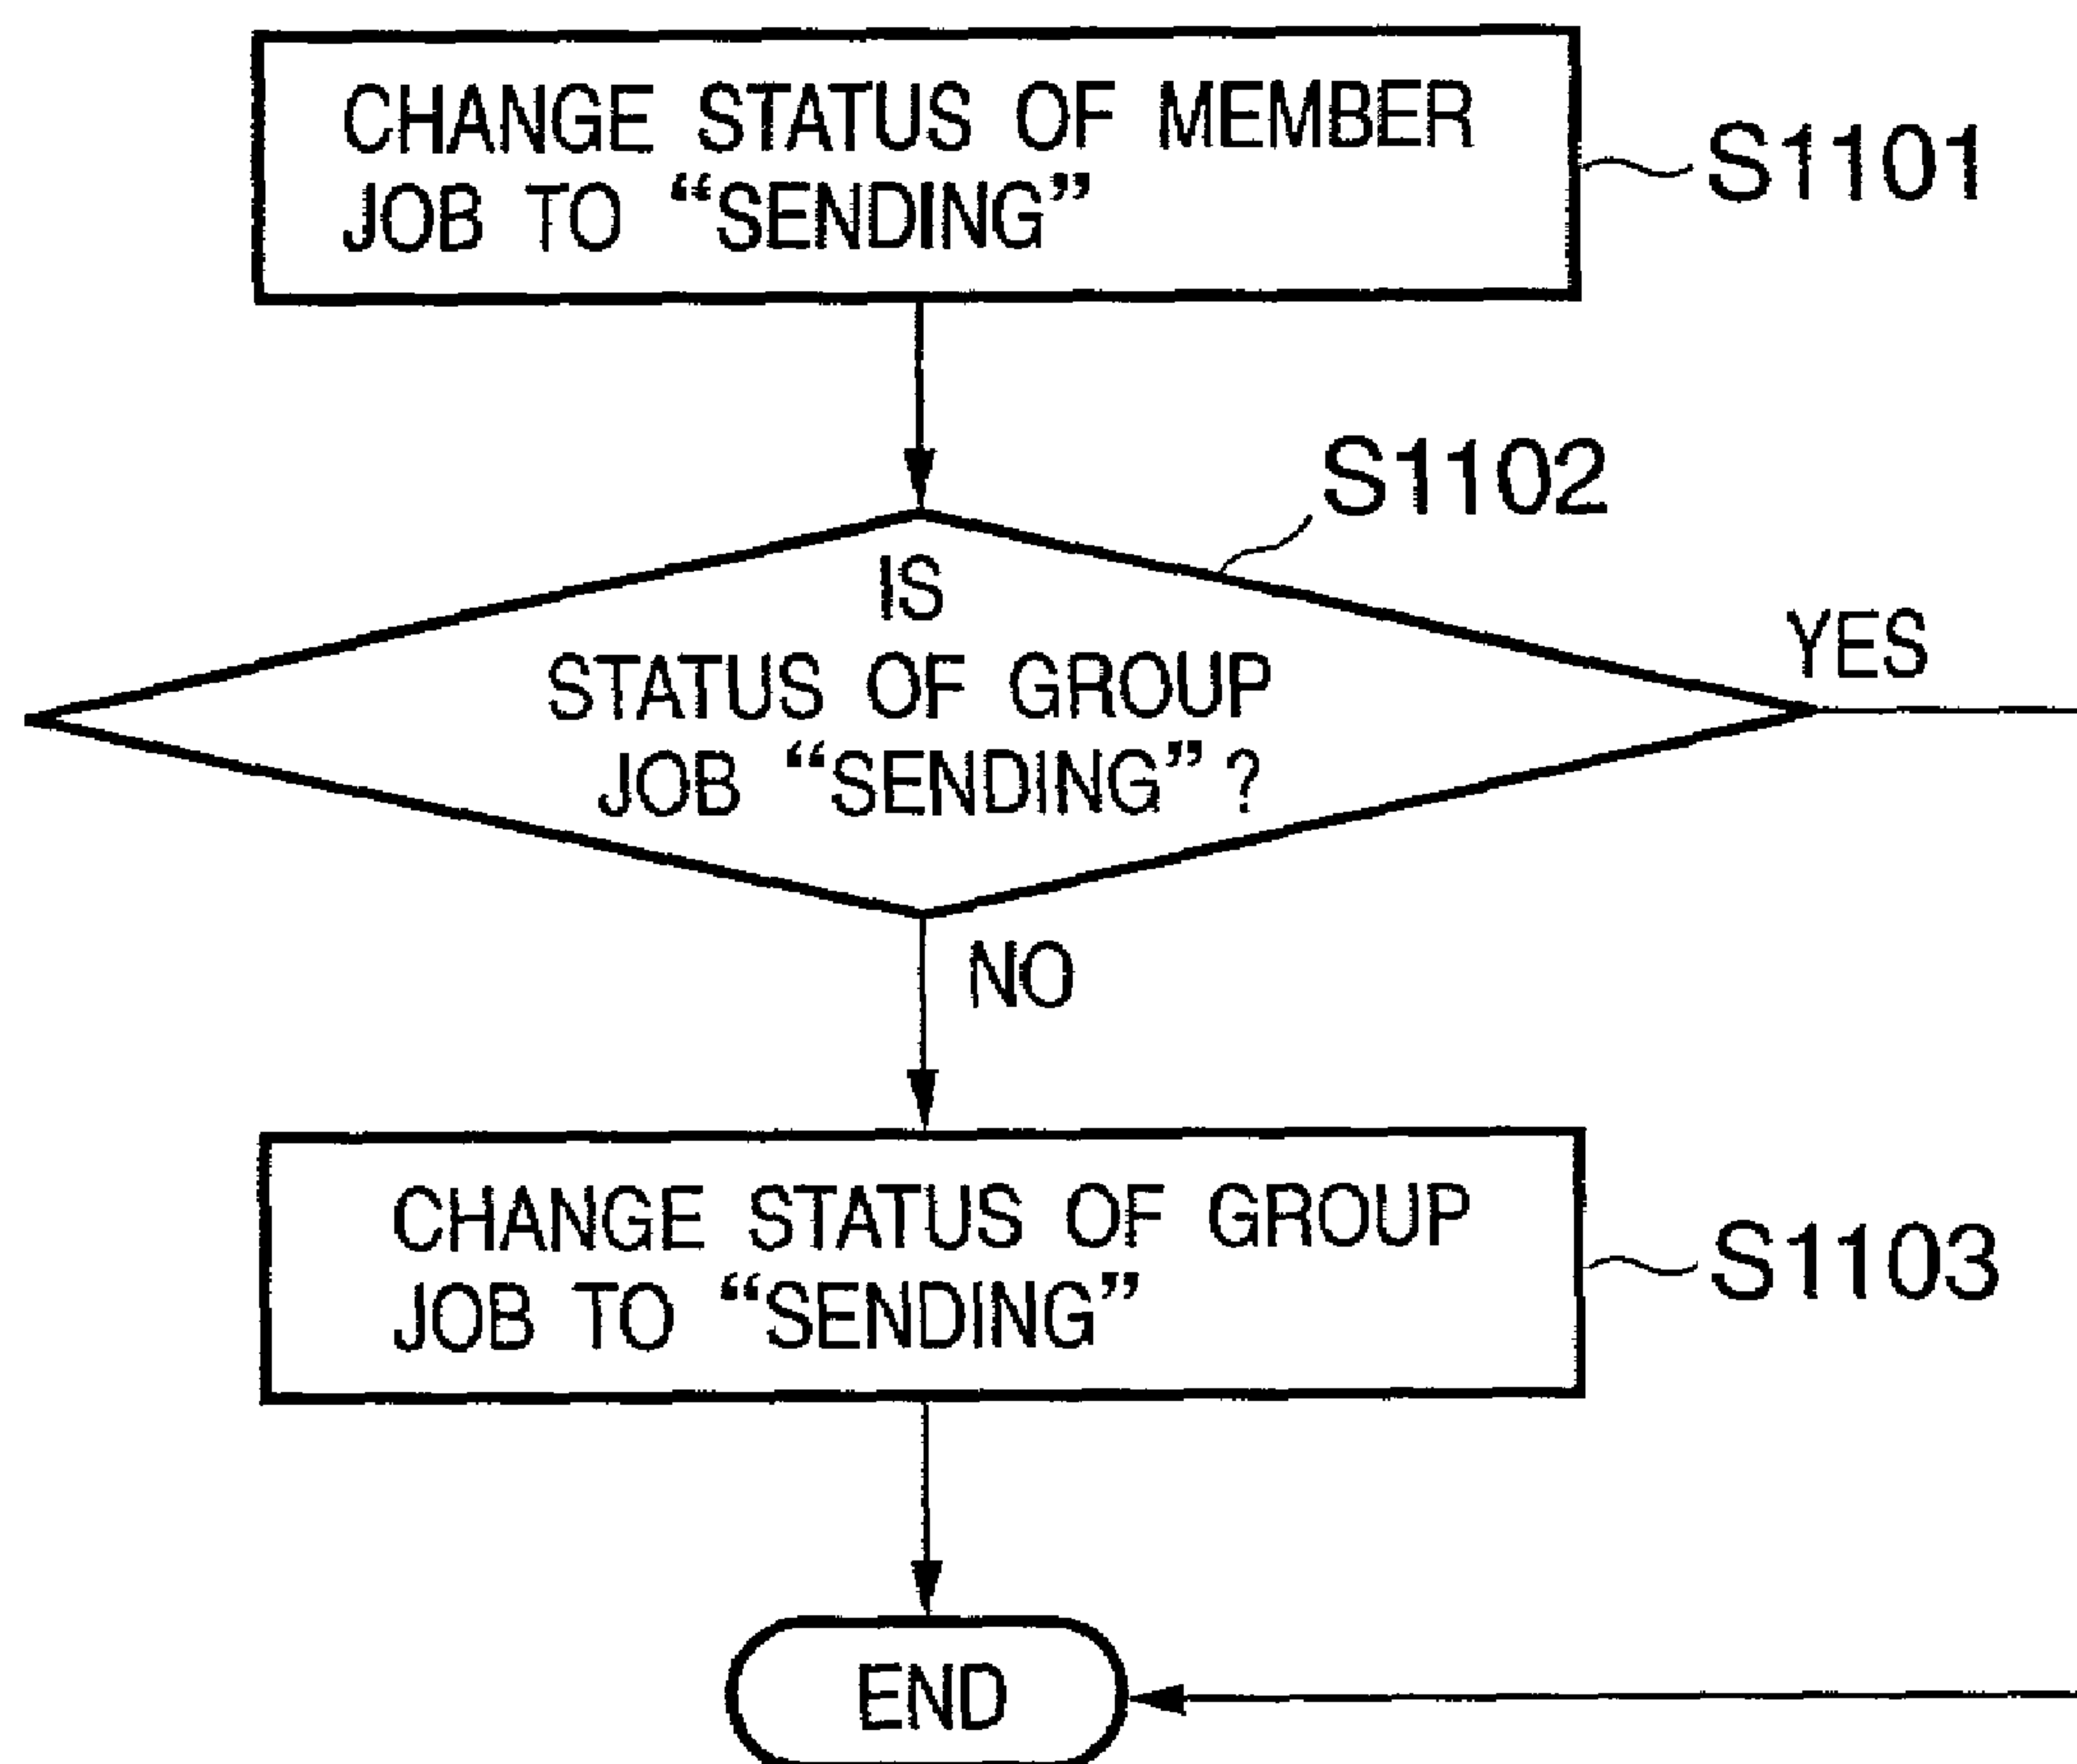 CHANGE STATUS OF MEMBER
JOB TO “SENDING”
S1101
S1102
IS
STATUS OF GROUP
JOB “SENDING”?
YES
NO
CHANGE STATUS OF GROUP
JOB TO “SENDING”
S1103
END